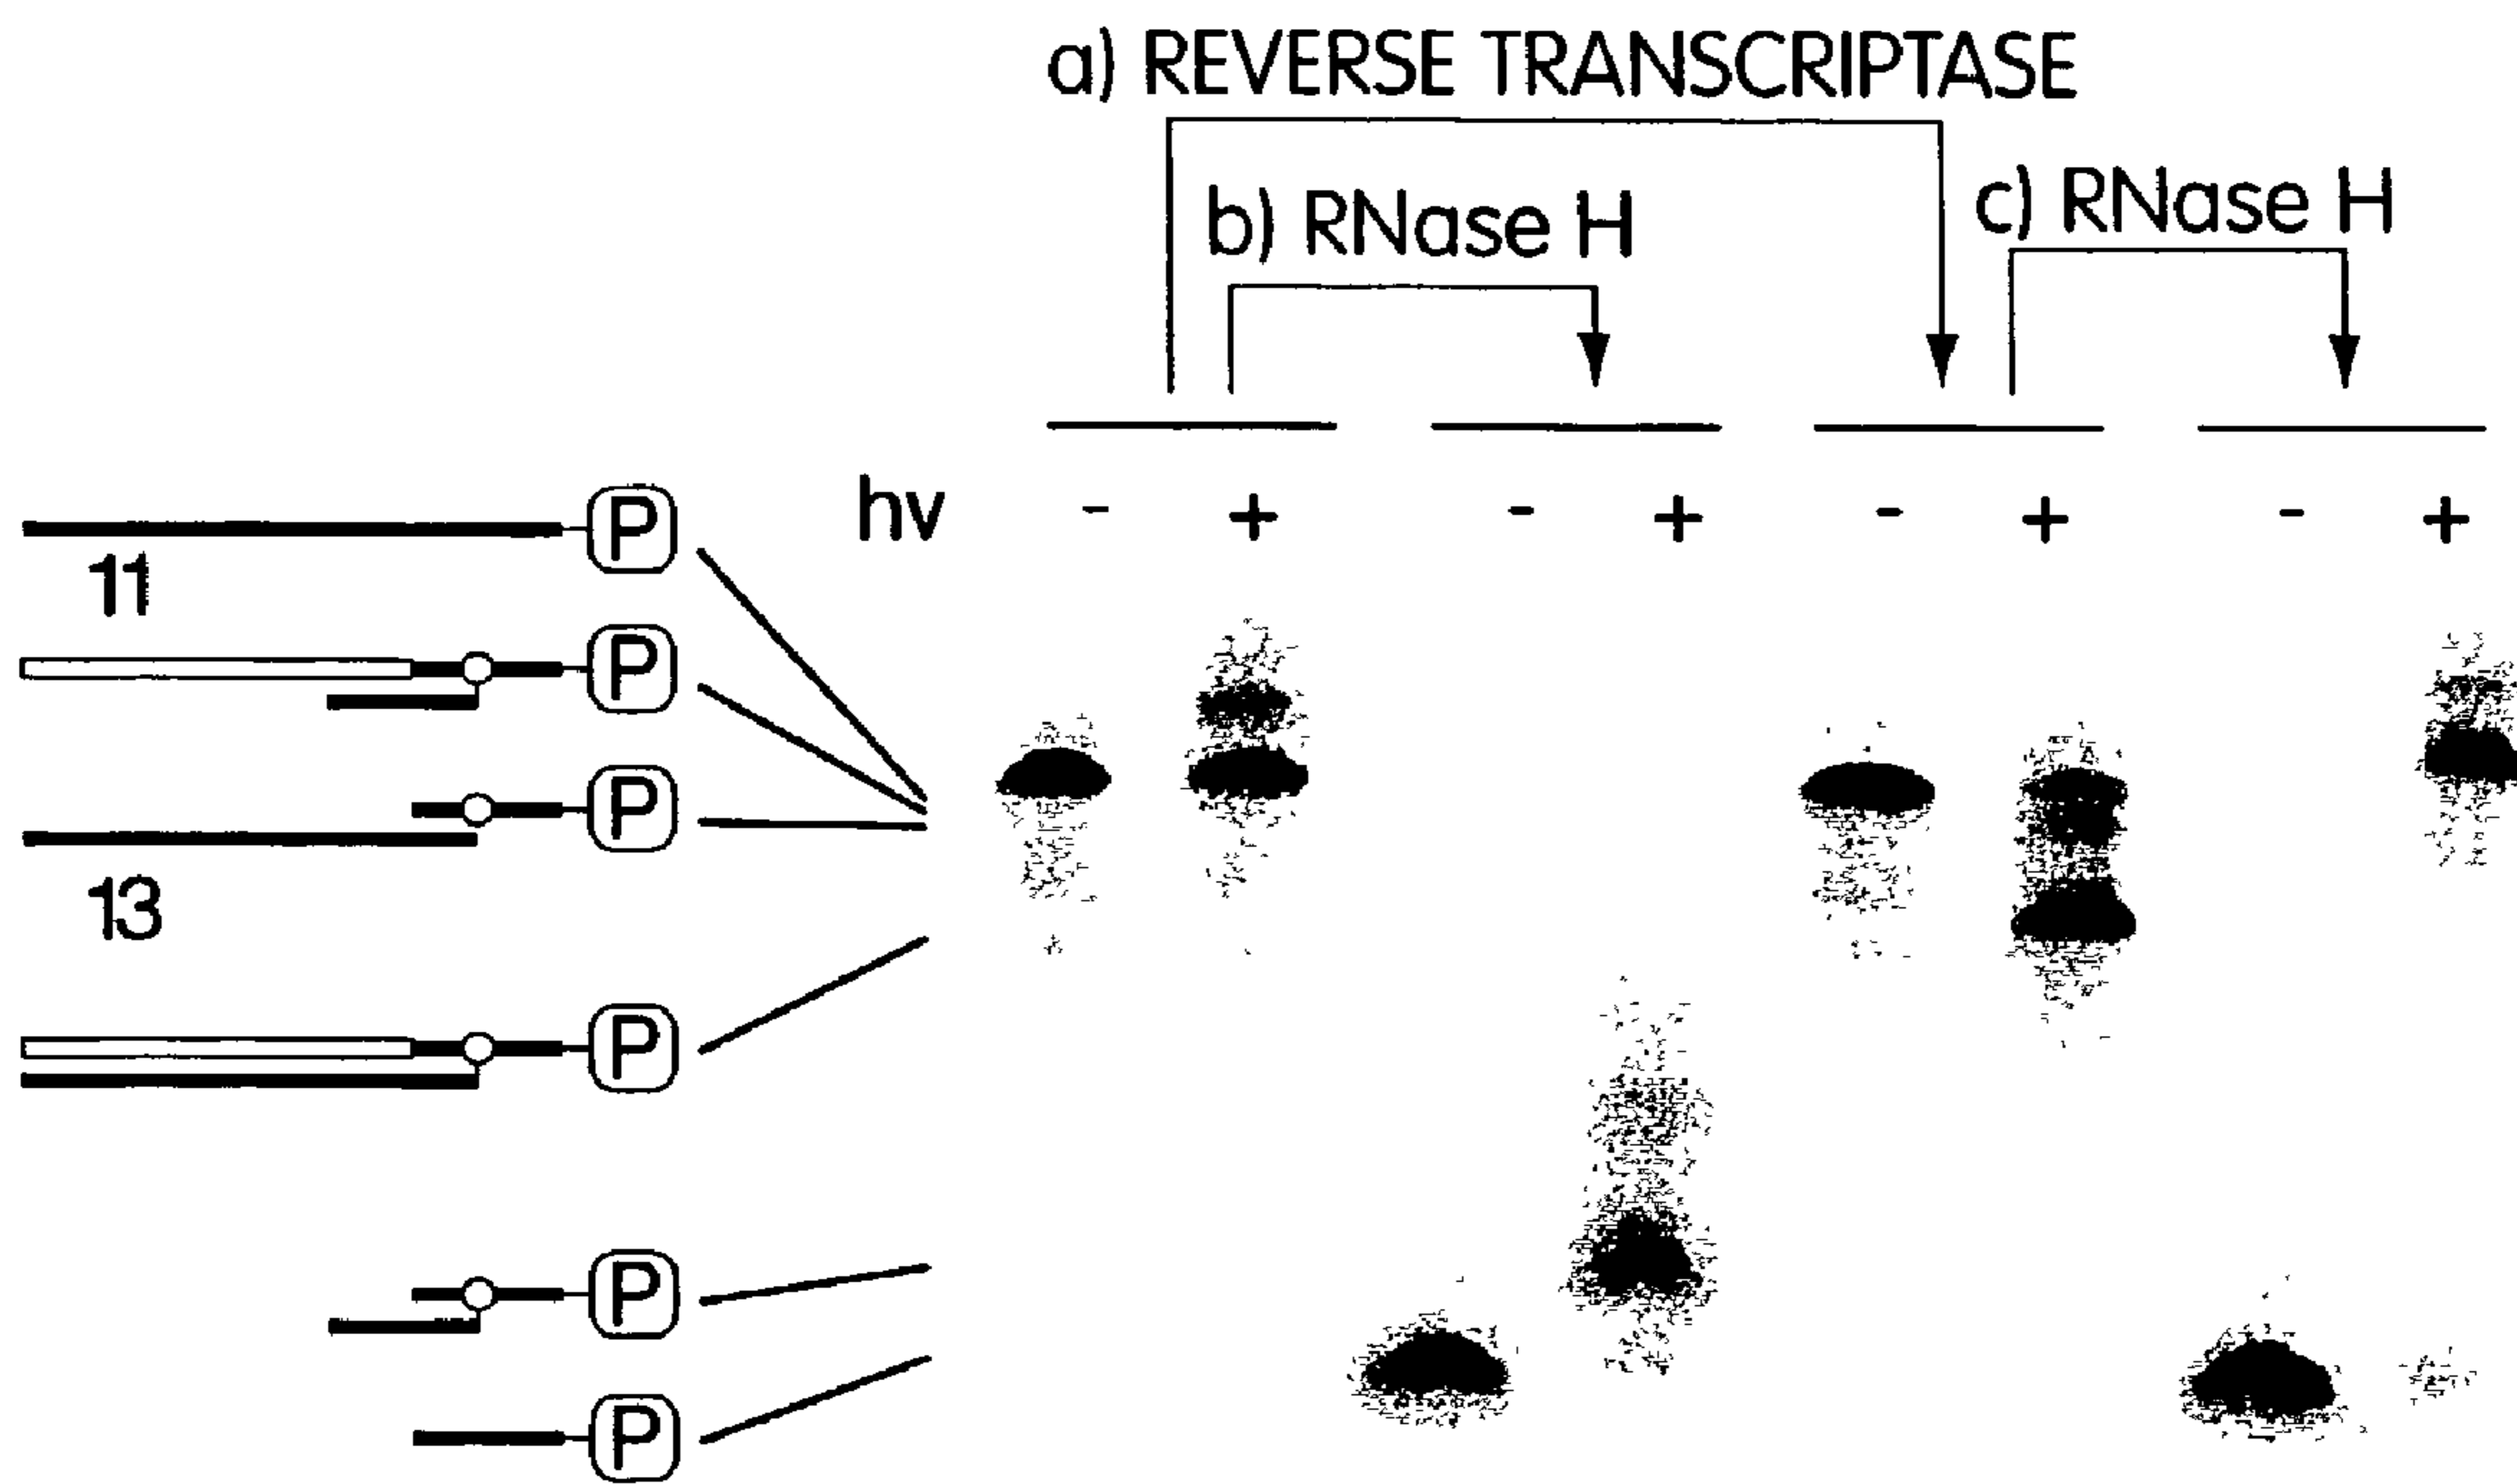 a) REVERSE TRANSCRIPTASE
b) RNase H
c) RNase H
hv - + - + - + - +
P
11
P
P
13
P
P
P